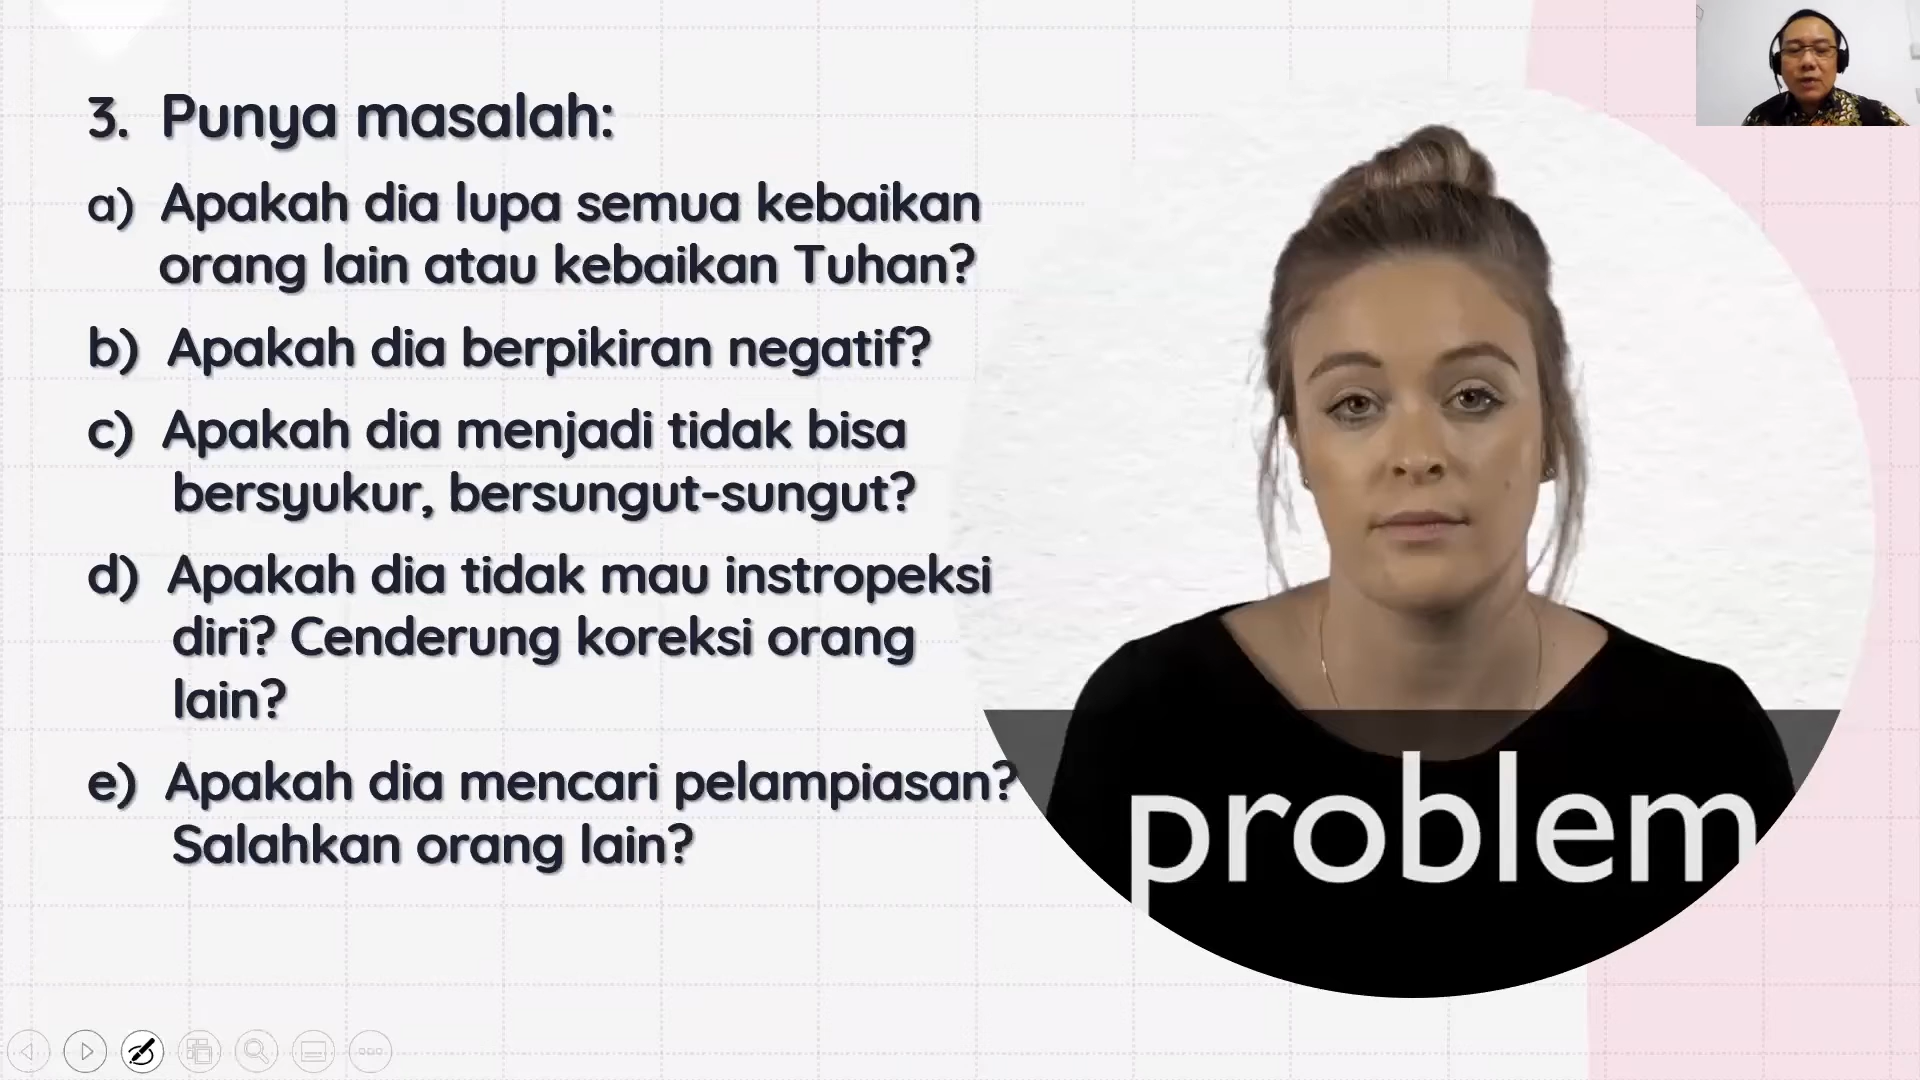 3. Punya masalah:
a) Apakah dia lupa semua kebaikan
orang lain atau kebaikan Tuhan?
b) Apakah dia berpikiran negatif?
c) Apakah dia menjadi tidak bisa
bersyukur, bersungut-sungut?
d) Apakah dia tidak mau instropeksi
diri? Cenderung koreksi orang
lain?
e) Apakah dia mencari pelampiasan?
Salahkan orang lain?
problem